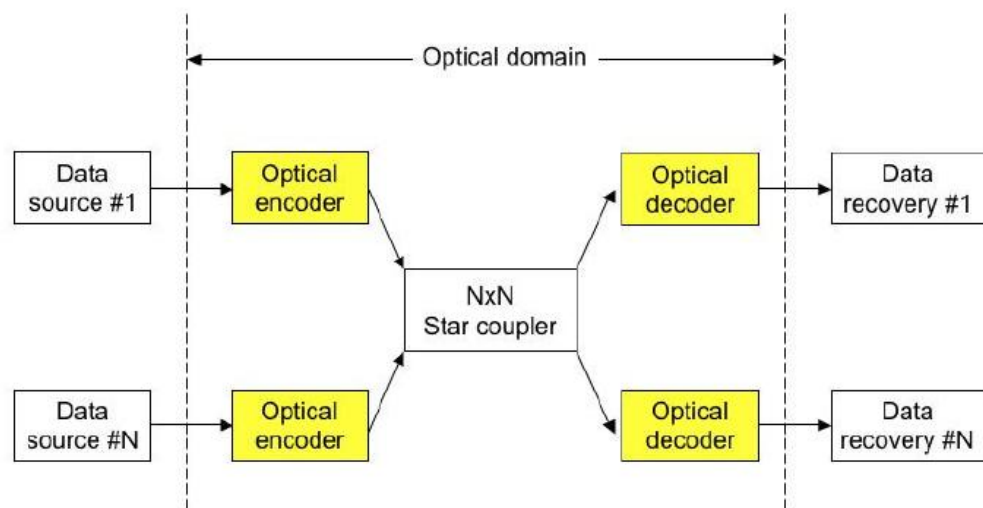 Optical domain
Data
source #1
Optical
encoder
Optical
decoder
Data
recovery #1
NxN
Star coupler
Data
source #N
Optical
encoder
Optical
decoder
Data
recovery #N